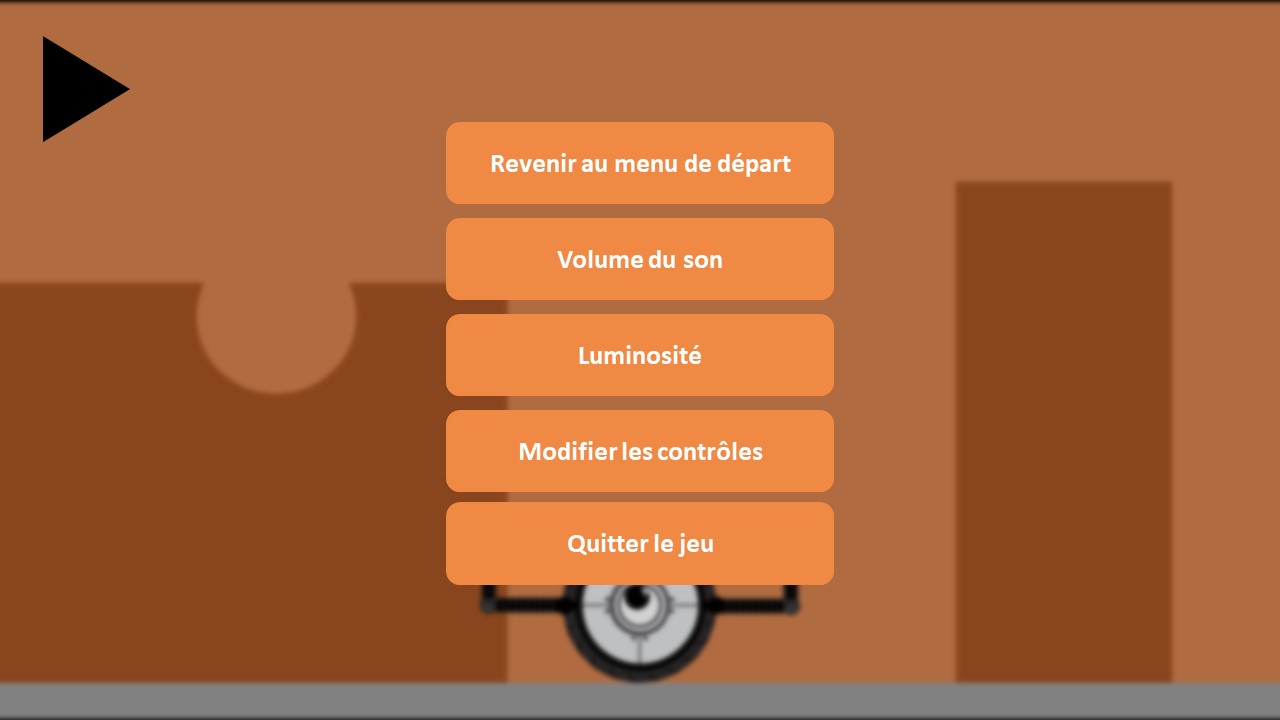 Revenir au menu de départ
Volume du son
Luminosité
Modifier les contrôles
Quitter le jeu